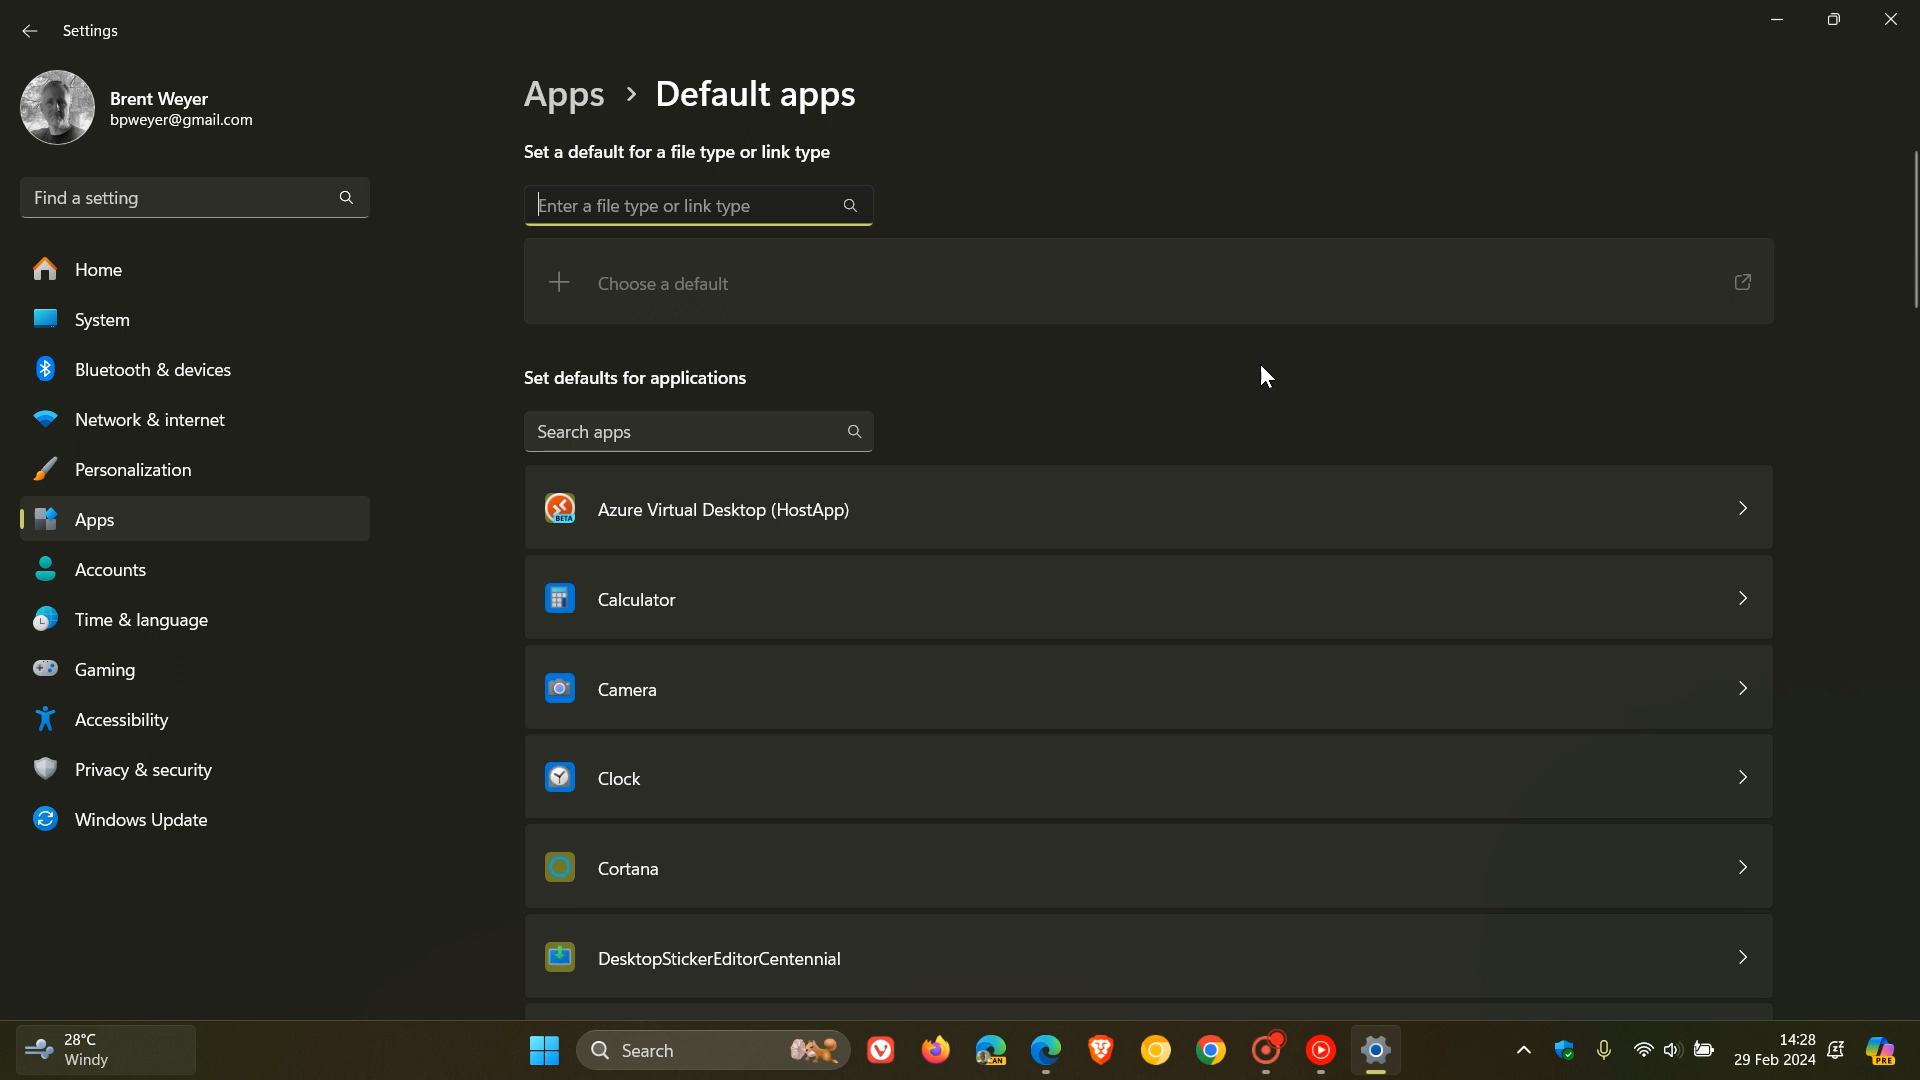 Settings
Brent Weyer
bpweyer@gmail.com
Find a setting
Home
System
Bluetooth & devices
Network & internet
Personalization
Apps
Accounts
Time & language
Gaming
Accessibility
Privacy & security
Windows Update
Apps > Default apps
Set a default for a file type or link type
Enter a file type or link type
Choose a default
Set defaults for applications
Search apps
BETA
Azure Virtual Desktop (HostApp)
Calculator
Camera
Clock
Cortana
DesktopStickerEditorCentennial
28°C
Windy
Search
CAN
14:28
29 Feb 2024
PRE